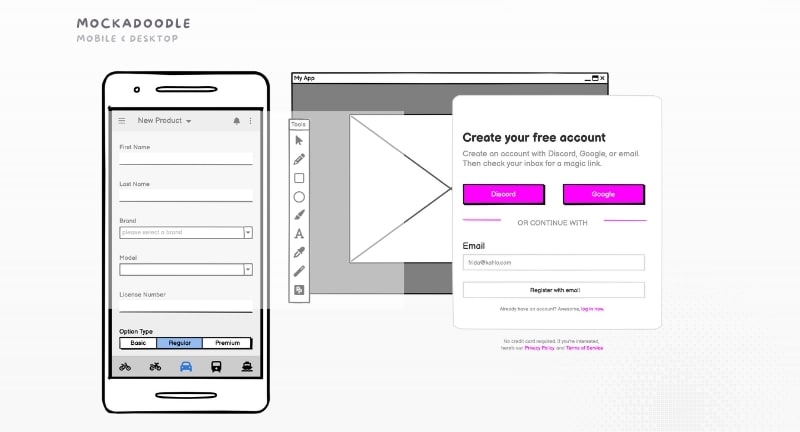 MOCKADOODLE
MOBILE & DESKTOP
New Product
First Name
Last Name
Brand
please select a brand
Model
License Number
Option Type
Basic Regular Premium
My App
Tools
A
Create your free account
Create an account with Discord, Google, or email.
Then check your inbox for a magic link.
Discord Google
OR CONTINUE WITH
Email
frida@kahlo.com
Register with email
Already have an account? Awesome, log in now.
No credit card required. If you're interested,
here's our Privacy Policy and Terms of Service